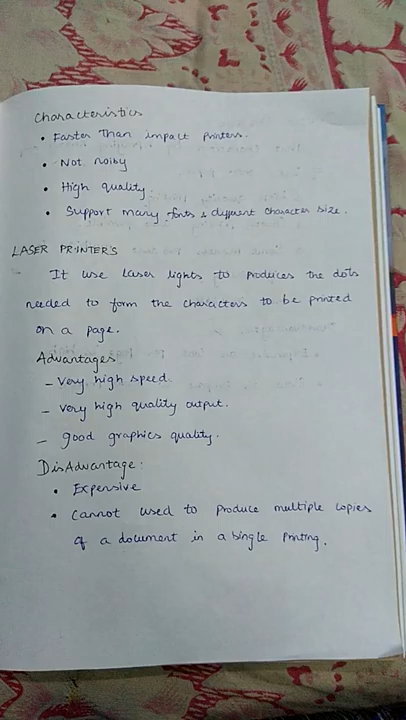 Characteristics
• Faster Than impact printers.
• Not noisy
• High quality.
• Support many fonts & different character size.
LASER PRINTER'S
It use laser lights to produces the dots
needed to form the characters to be printed
on a page.
Advantages
- Very high speed
- very high quality output.
- good graphics quality.
DisAdvantage:
• Expensive
• Cannot used to produce multiple copies
of a document in a single printing.